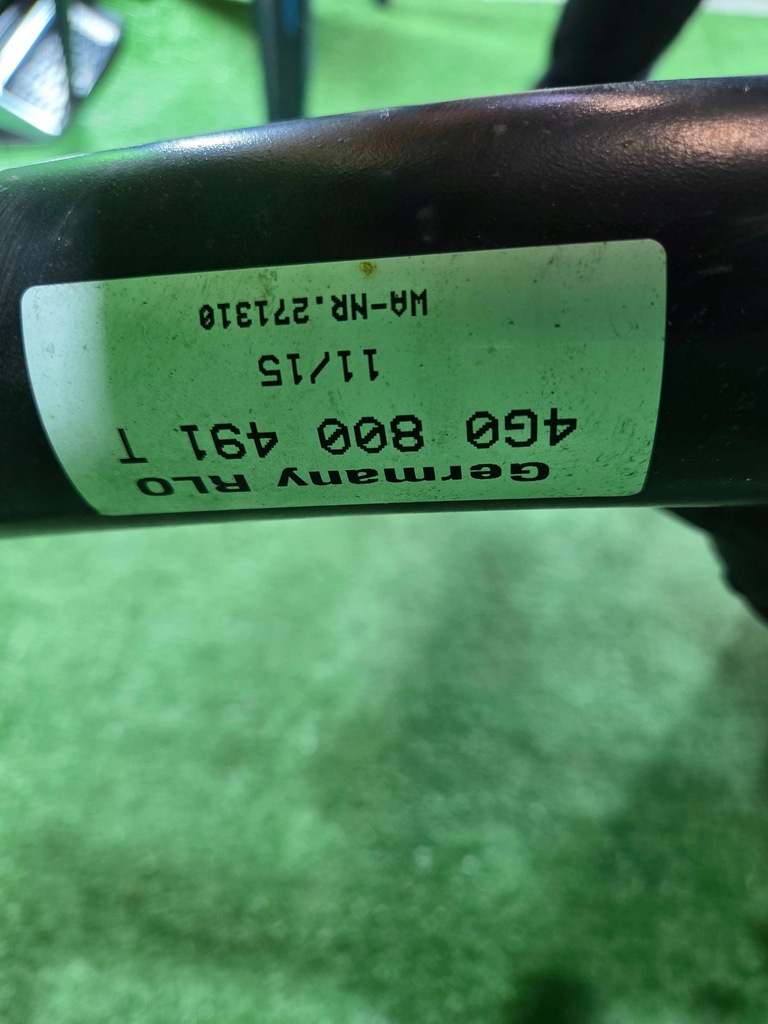 Germany RLO
4G0 800 491 T
11/15
WA-NR.271310